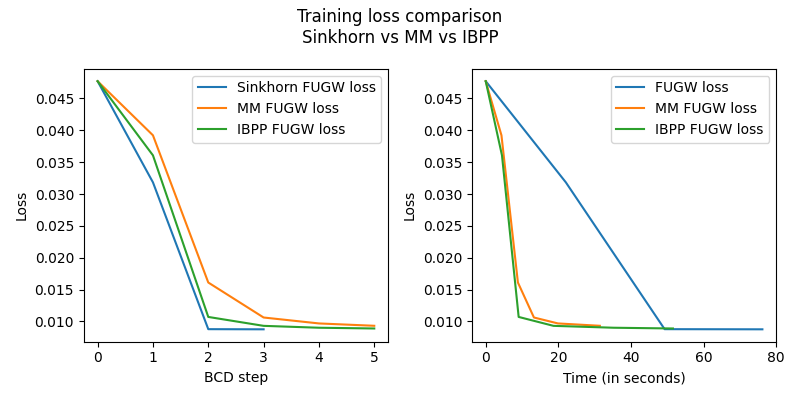 Training loss comparison
Sinkhorn vs MM vs IBPP
Sinkhorn FUGW loss
MM FUGW loss
IBPP FUGW loss
0.045
0.040
0.035
0.030
0.025
0.020
0.015
0.010
Loss
0 1 2 3 4 5
BCD step
FUGW loss
MM FUGW loss
IBPP FUGW loss
0.045
0.040
0.035
0.030
0.025
0.020
0.015
0.010
Loss
0 20 40 60 80
Time (in seconds)